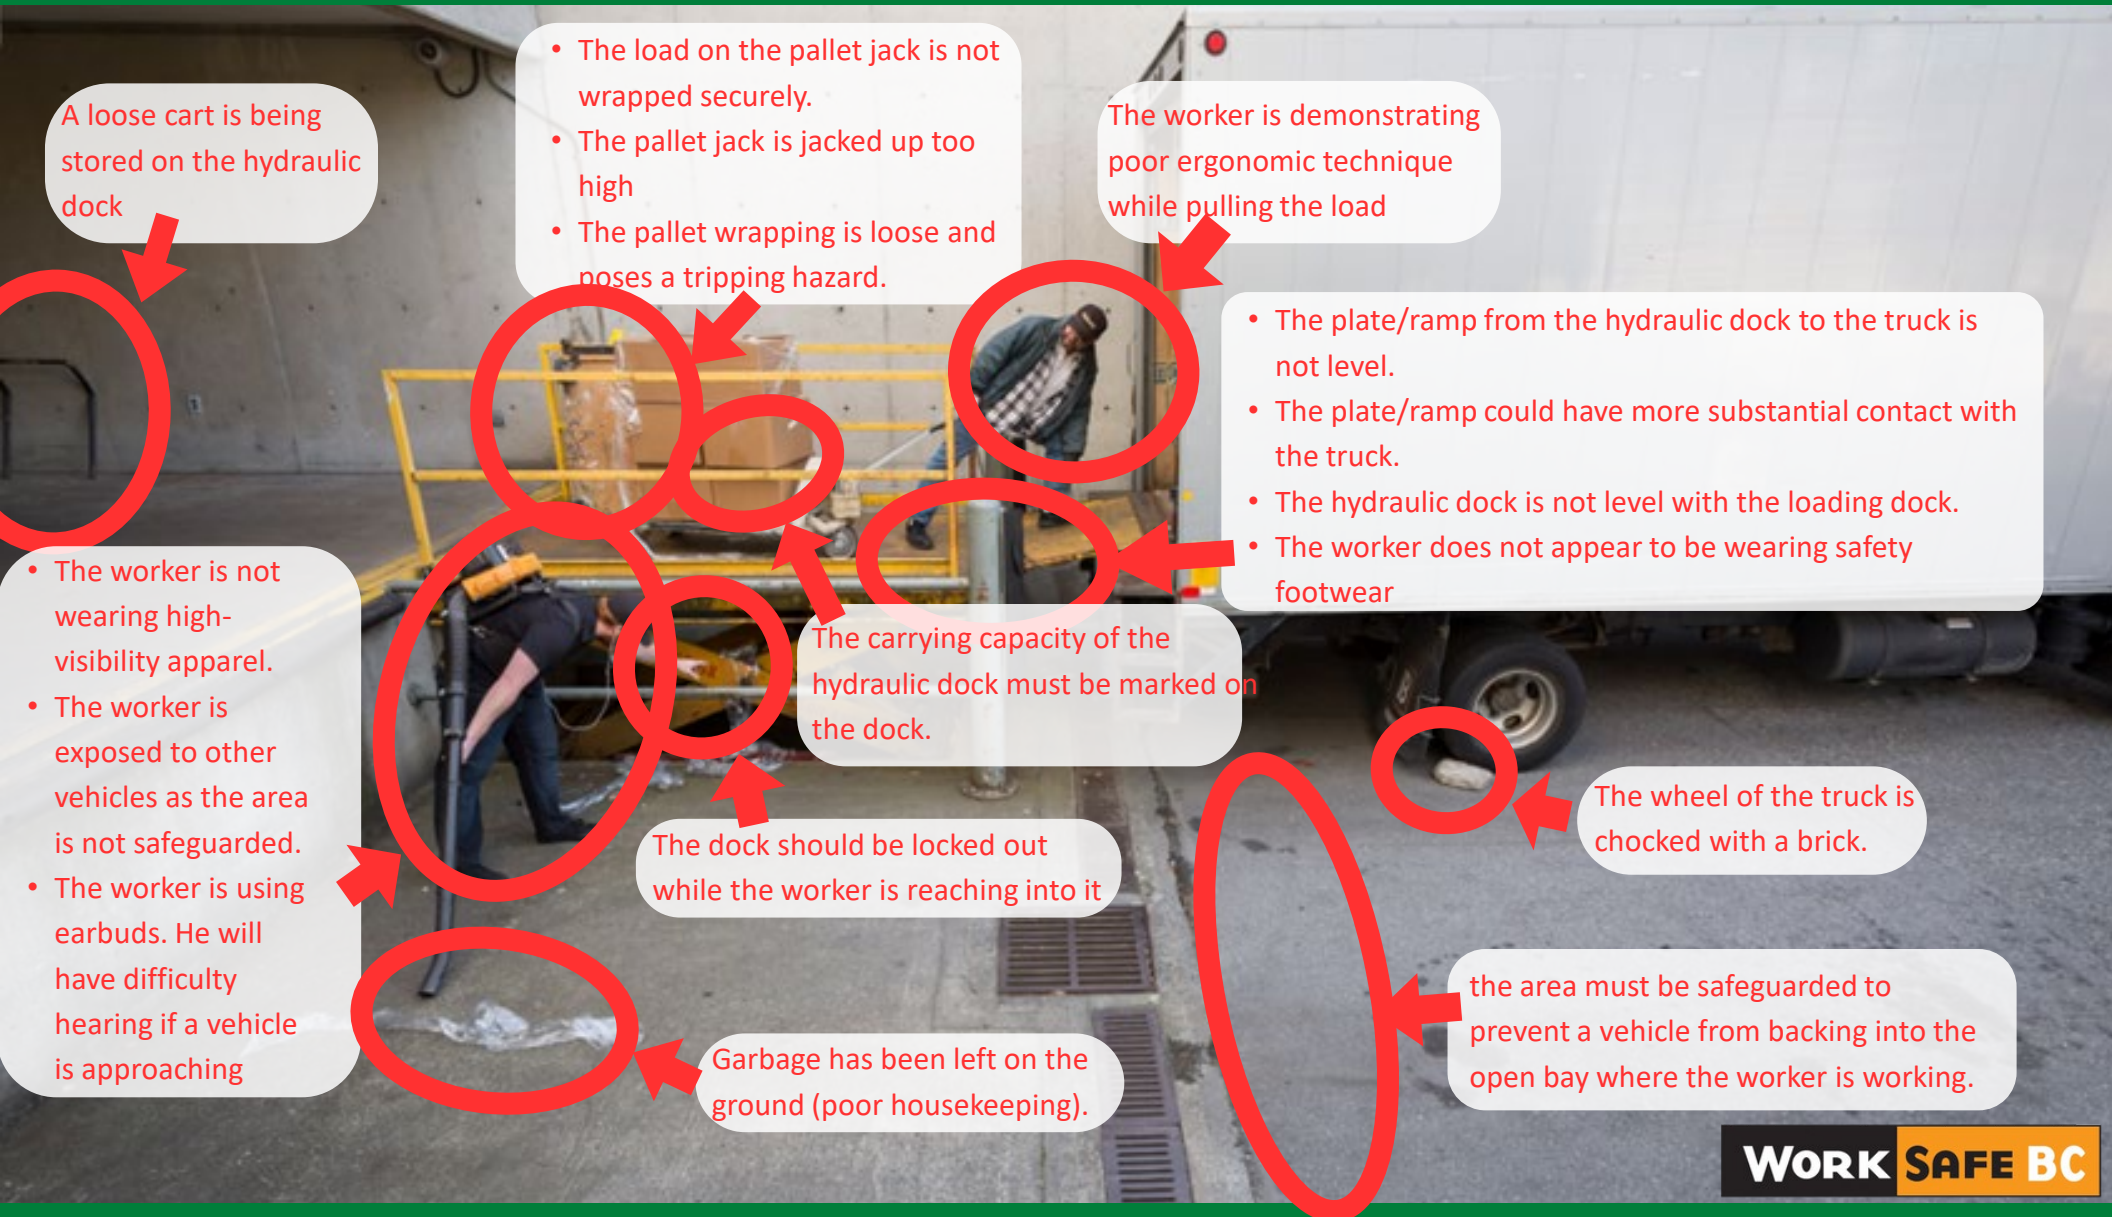 A loose cart is being
stored on the hydraulic
dock
• The load on the pallet jack is not
wrapped securely.
• The pallet jack is jacked up too
high
• The pallet wrapping is loose and
poses a tripping hazard.
The worker is demonstrating
poor ergonomic technique
while pulling the load
• The plate/ramp from the hydraulic dock to the truck is
not level.
• The plate/ramp could have more substantial contact with
the truck.
• The hydraulic dock is not level with the loading dock.
• The worker does not appear to be wearing safety
footwear
• The worker is not
wearing high-
visibility apparel.
• The worker is
exposed to other
vehicles as the area
is not safeguarded.
• The worker is using
earbuds. He will
have difficulty
hearing if a vehicle
is approaching
The carrying capacity of the
hydraulic dock must be marked on
the dock.
The dock should be locked out
while the worker is reaching into it
The wheel of the truck is
chocked with a brick.
the area must be safeguarded to
prevent a vehicle from backing into the
open bay where the worker is working.
Garbage has been left on the
ground (poor housekeeping).
WORK SAFE BC